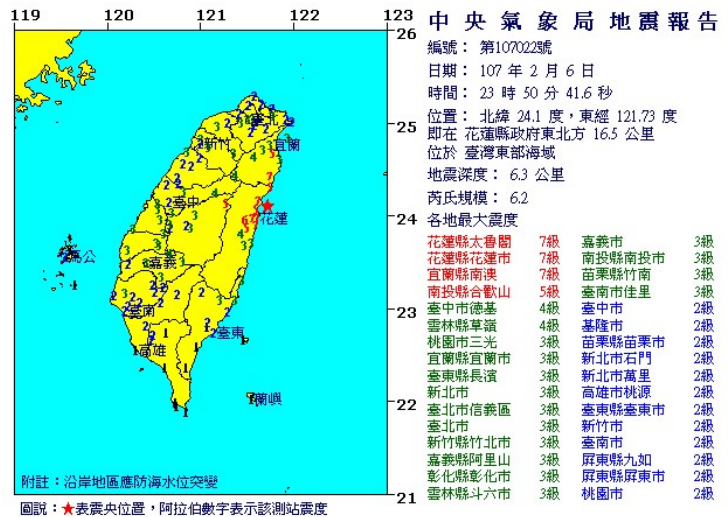 中央氣象局地震報告
編號： 第107022號
日期： 107 年 2 月 6 日
時間： 23 時 50 分 41.6 秒
位置： 北緯 24.1 度，東經 121.73 度
即在 花蓮縣政府東北方 16.5 公里
位於 臺灣東部海域
地震深度： 6.3 公里
芮氏規模： 6.2
各地最大震度
花蓮縣太魯閣 7級 嘉義市 3級
花蓮縣花蓮市 7級 南投縣南投市 3級
宜蘭縣南澳 7級 苗栗縣竹南 3級
南投縣合歡山 5級 臺南市佳里 3級
臺中市德基 4級 臺中市 2級
雲林縣草嶺 4級 基隆市 2級
桃園市三光 3級 苗栗縣苗栗市 2級
宜蘭縣宜蘭市 3級 新北市石門 2級
臺東縣長濱 3級 新北市萬里 2級
新北市 3級 高雄市桃源 2級
臺北市信義區 3級 臺東縣臺東市 2級
臺北市 3級 新竹市 2級
新竹縣竹北市 3級 臺南市 2級
嘉義縣阿里山 3級 屏東縣九如 2級
彰化縣彰化市 3級 屏東縣屏東市 2級
雲林縣斗六市 3級 桃園市 2級
119 120 121 122 123
26
25
24
23
22
21
臺北
宜蘭
新竹
臺中
花蓮
馬公
嘉義
臺南
臺東
高雄
蘭嶼
附註：沿岸地區應防海水位突變
圖說：★表震央位置，阿拉伯數字表示該測站震度